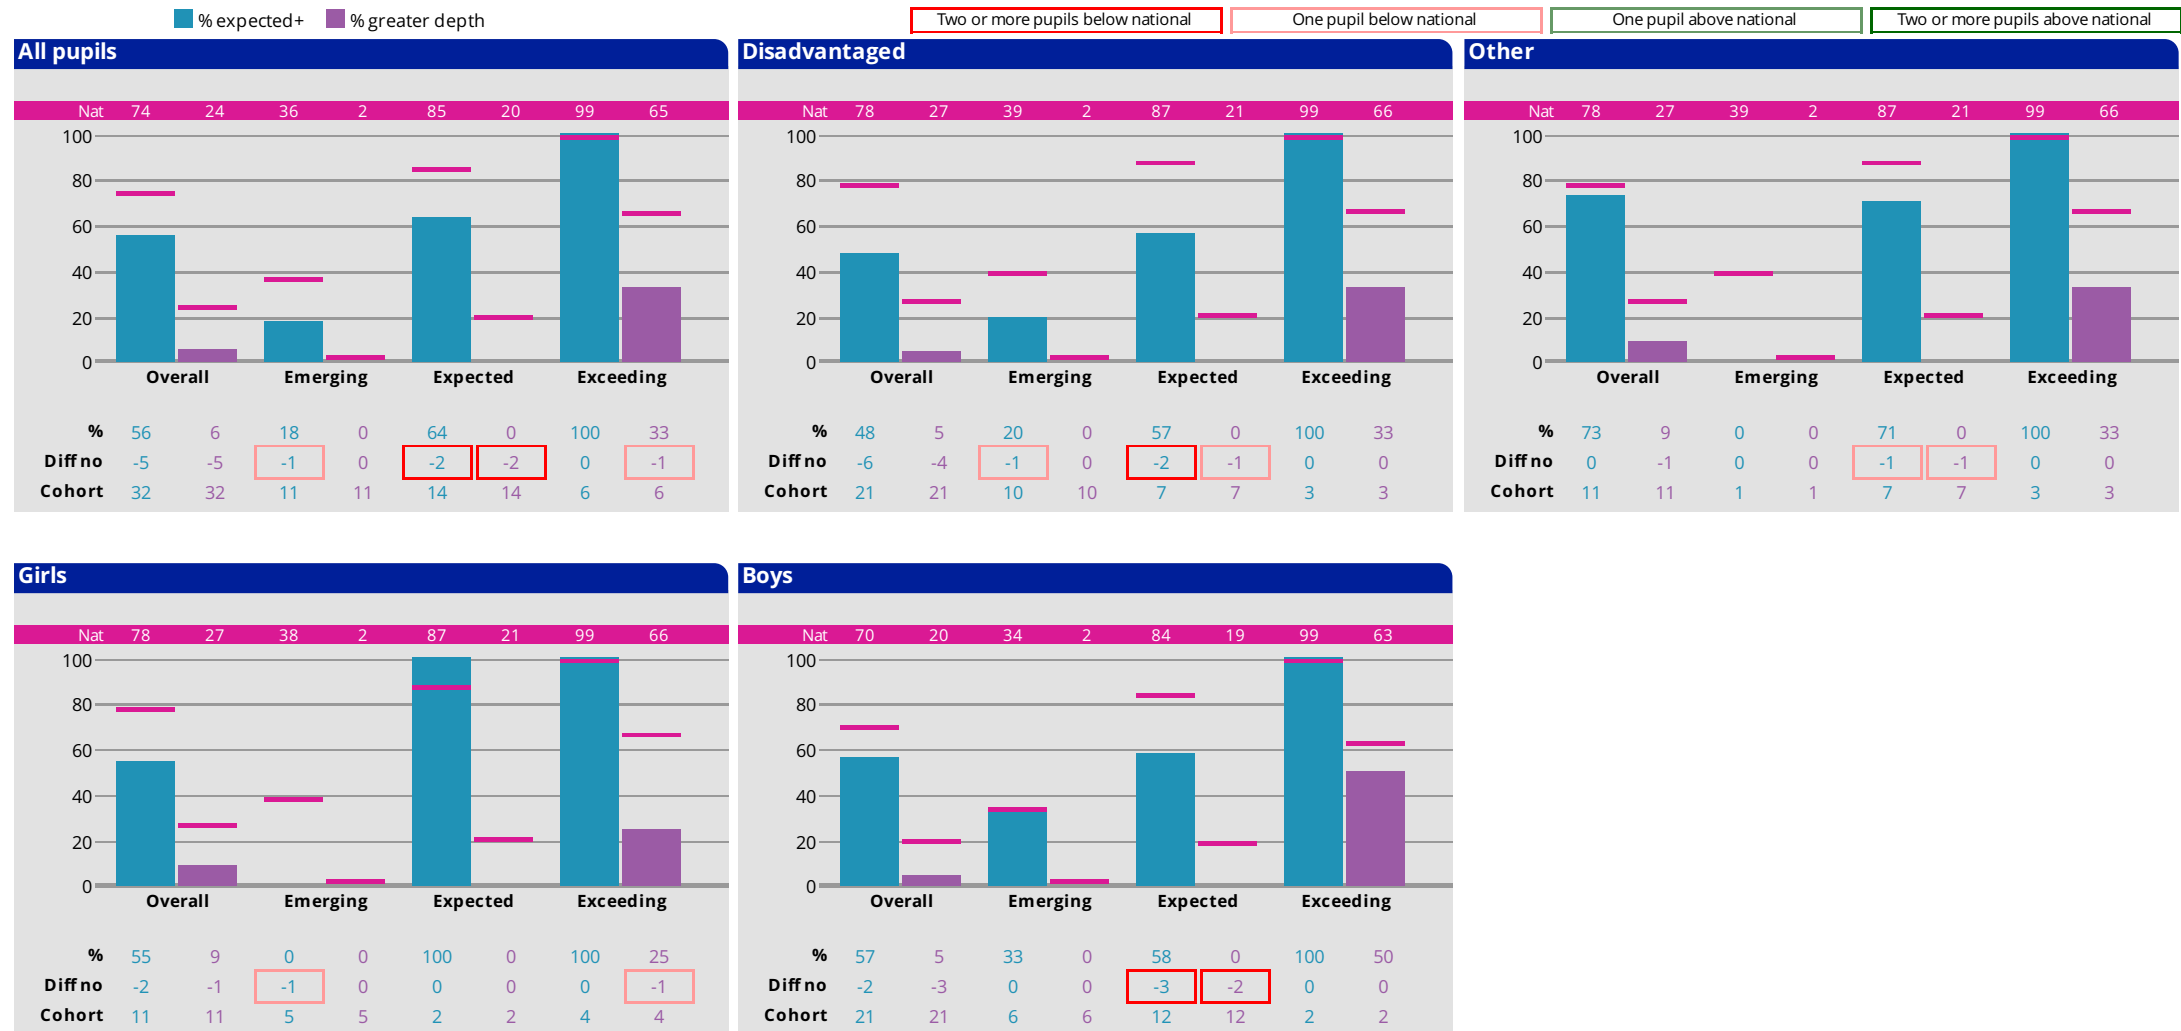 % expected+ % greater depth Two or more pupils below national One pupil below national One pupil above national Two or more pupils above national
All pupils
Nat 74 24 36 2 85 20 99 65
100
80
60
40
20
0
Overall Emerging Expected Exceeding
% 56 6 18 0 64 0 100 33
Diff no -5 -5 -1 0 -2 -2 0 -1
Cohort 32 32 11 11 14 14 6 6
Disadvantaged
Nat 78 27 39 2 87 21 99 66
100
80
60
40
20
0
Overall Emerging Expected Exceeding
% 48 5 20 0 57 0 100 33
Diff no -6 -4 -1 0 -2 -1 0 0
Cohort 21 21 10 10 7 7 3 3
Other
Nat 78 27 39 2 87 21 99 66
100
80
60
40
20
0
Overall Emerging Expected Exceeding
% 73 9 0 0 71 0 100 33
Diff no 0 -1 0 0 -1 -1 0 0
Cohort 11 11 1 1 7 7 3 3
Girls
Nat 78 27 38 2 87 21 99 66
100
80
60
40
20
0
Overall Emerging Expected Exceeding
% 55 9 0 0 100 0 100 25
Diff no -2 -1 -1 0 0 0 0 -1
Cohort 11 11 5 5 2 2 4 4
Boys
Nat 70 20 34 2 84 19 99 63
100
80
60
40
20
0
Overall Emerging Expected Exceeding
% 57 5 33 0 58 0 100 50
Diff no -2 -3 0 0 -3 -2 0 0
Cohort 21 21 6 6 12 12 2 2